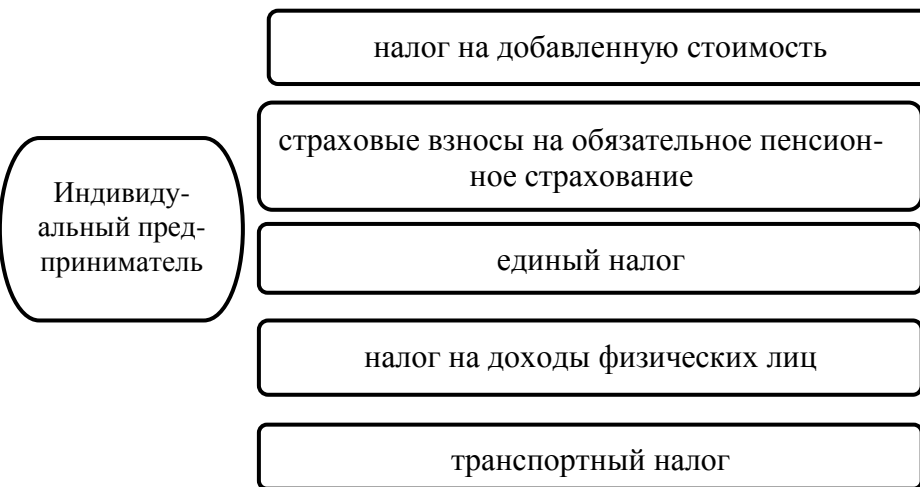 налог на добавленную стоимость
страховые взносы на обязательное пенсион-
ное страхование
Индивиду-
альный пред-
приниматель
единый налог
налог на доходы физических лиц
транспортный налог